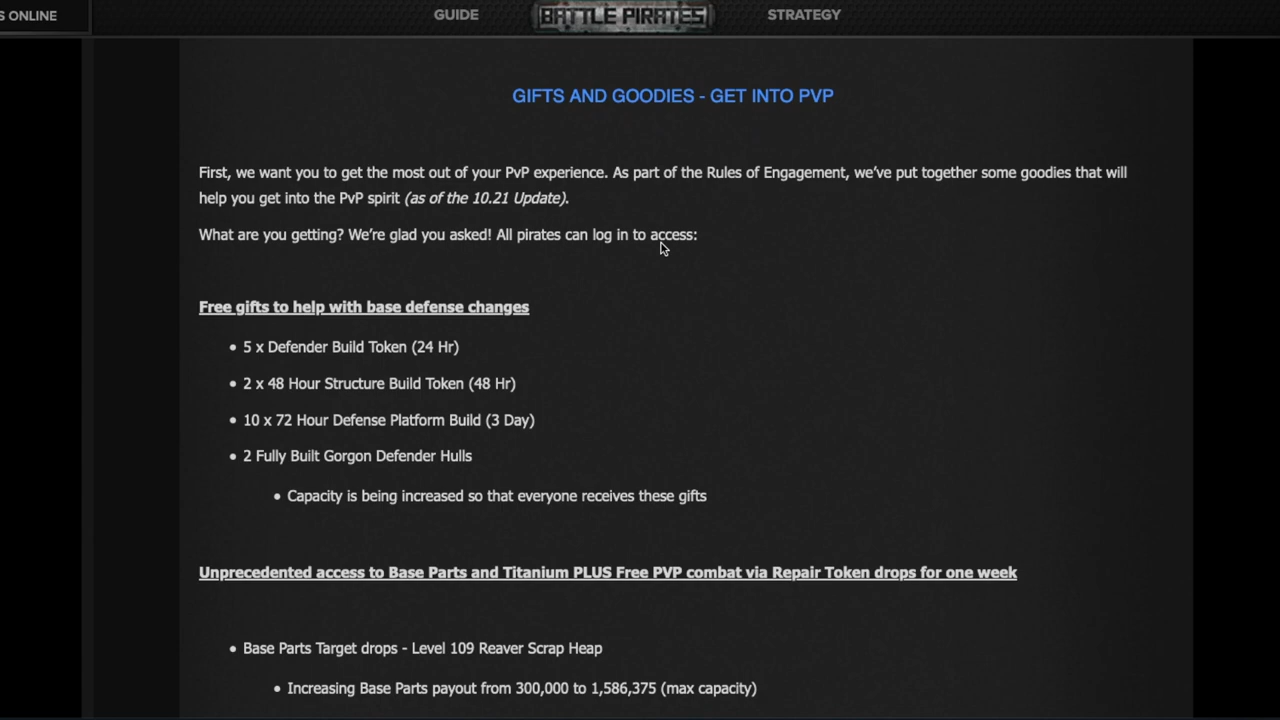 S ONLINE
GUIDE
BATTLE PIRATES
STRATEGY
GIFTS AND GOODIES - GET INTO PVP
First, we want you to get the most out of your PvP experience. As part of the Rules of Engagement, we've put together some goodies that will
help you get into the PvP spirit (as of the 10.21 Update).
What are you getting? We're glad you asked! All pirates can log in to access:
Free gifts to help with base defense changes
• 5 x Defender Build Token (24 Hr)
• 2 x 48 Hour Structure Build Token (48 Hr)
• 10 x 72 Hour Defense Platform Build (3 Day)
• 2 Fully Built Gorgon Defender Hulls
• Capacity is being increased so that everyone receives these gifts
Unprecedented access to Base Parts and Titanium PLUS Free PVP combat via Repair Token drops for one week
• Base Parts Target drops - Level 109 Reaver Scrap Heap
• Increasing Base Parts payout from 300,000 to 1,586,375 (max capacity)